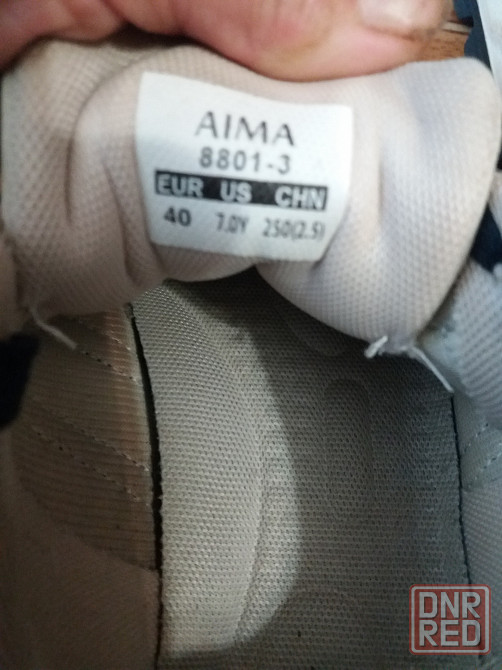 AIMA
8801-3
EUR US CHN
40 7.0Y 250(2.5)
DNR
RED